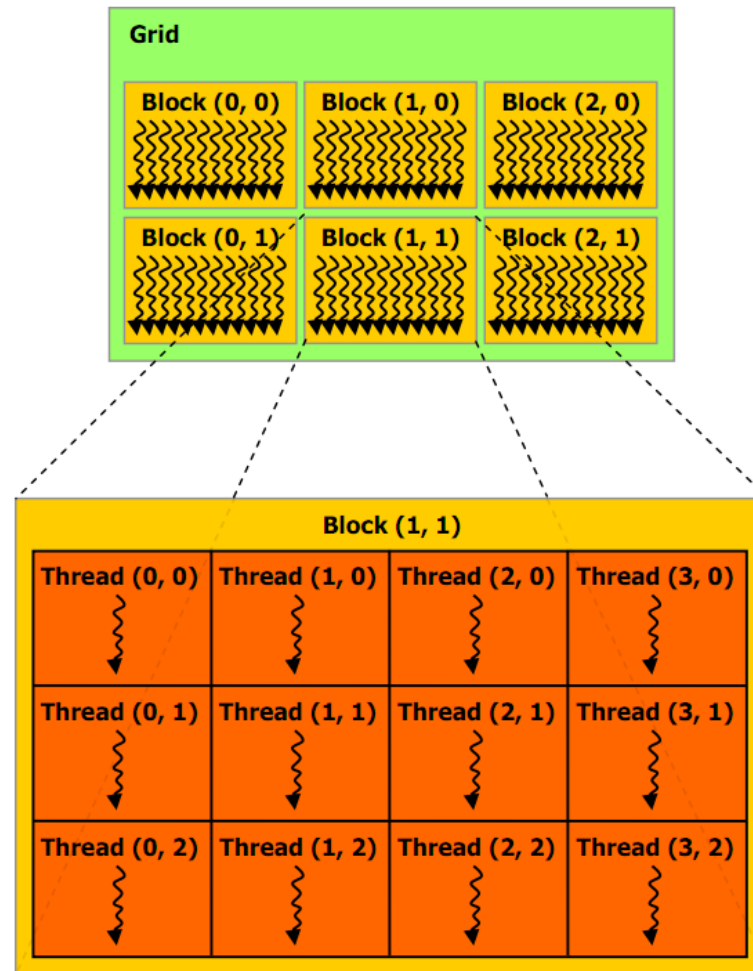 Grid
Block (0, 0) Block (1, 0) Block (2, 0)
Block (0, 1) Block (1, 1) Block (2, 1)
Block (1, 1)
Thread (0, 0) Thread (1, 0) Thread (2, 0) Thread (3, 0)
Thread (0, 1) Thread (1, 1) Thread (2, 1) Thread (3, 1)
Thread (0, 2) Thread (1, 2) Thread (2, 2) Thread (3, 2)